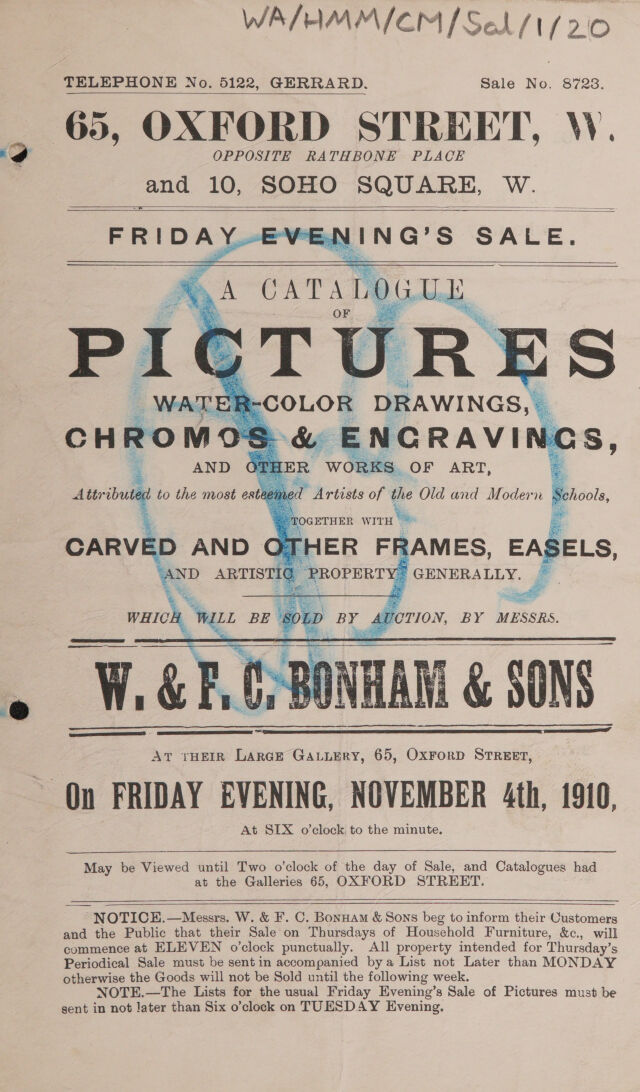 WA/HMM/CM/Sal/1/20
TELEPHONE No. 5122, GERRARD. Sale No. 8723.
65, OXFORD STREET, W.
OPPOSITE RATHBONE PLACE
and 10, SOHO SQUARE, W.
FRIDAY EVENING'S SALE.
A CATALOGUE
OF
PICTURES
WATER-COLOR DRAWINGS,
CHROMOS & ENGRAVINGS,
AND OTHER WORKS OF ART,
Attributed to the most esteemed Artists of the Old and Modern Schools,
TOGETHER WITH
CARVED AND OTHER FRAMES, EASELS,
AND ARTISTIC PROPERTY GENERALLY.
WHICH WILL BE SOLD BY AUCTION, BY MESSRS.
W. & F. C. BONHAM & SONS
AT THEIR LARGE GALLERY, 65, OXFORD STREET,
On FRIDAY EVENING, NOVEMBER 4th, 1910,
At SIX o'clock to the minute.
May be Viewed until Two o'clock of the day of Sale, and Catalogues had
at the Galleries 65, OXFORD STREET.
NOTICE.—Messrs. W. & F. C. BONHAM & SONS beg to inform their Customers
and the Public that their Sale on Thursdays of Household Furniture, &c., will
commence at ELEVEN o'clock punctually. All property intended for Thursday's
Periodical Sale must be sent in accompanied by a List not Later than MONDAY
otherwise the Goods will not be Sold until the following week.
NOTE.—The Lists for the usual Friday Evening's Sale of Pictures must be
sent in not later than Six o'clock on TUESDAY Evening.